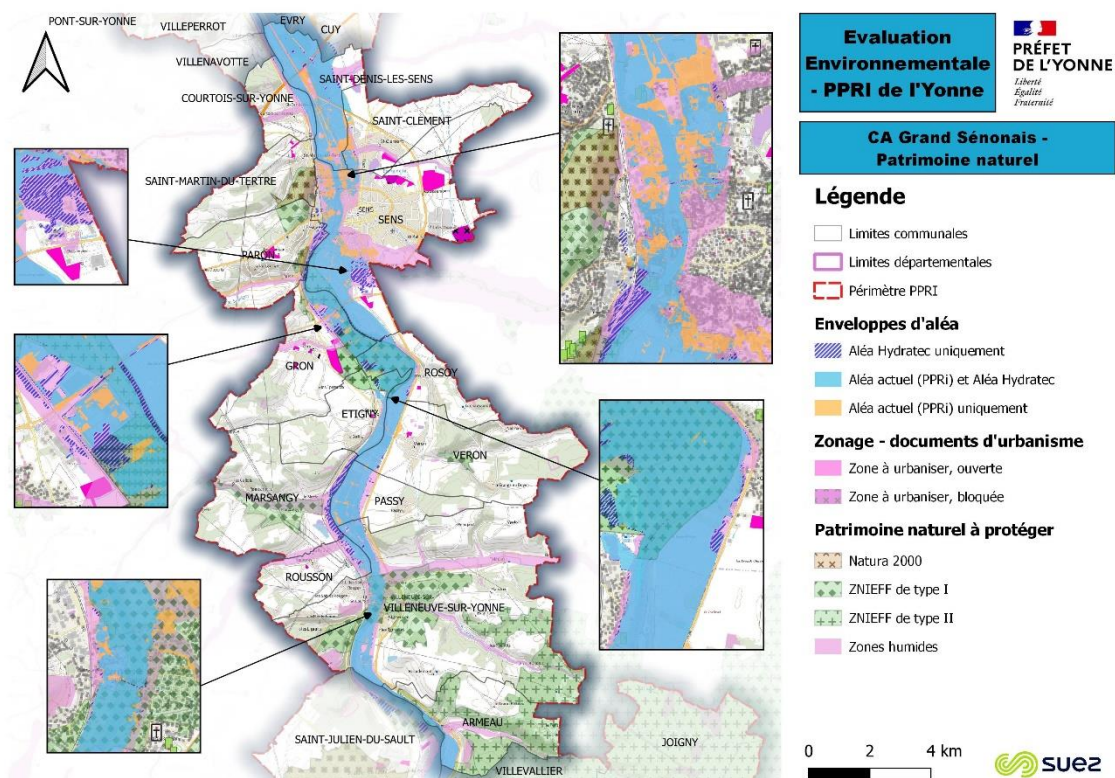 PONT-SUR-YONNE
VILLEPERROT
EVRY
CUY
VILLENAVOTTE
SAINT-DENIS-LES-SENS
COURTOIS-SUR-YONNE
SAINT-CLEMENT
SAINT-MARTIN-DU-TERTRE
SENS
SENS
PARON
GRON
ROSOY
ETIGNY
VERON
MARSANGY
PASSY
ROUSSON
VILLENEUVE-SUR-YONNE
ARMEAU
SAINT-JULIEN-DU-SAULT
JOIGNY
VILLEVALLIER
Evaluation
Environnementale
- PPRI de l'Yonne
PRÉFET
DE L'YONNE
Liberté
Égalité
Fraternité
CA Grand Sénonais -
Patrimoine naturel
Légende
Limites communales
Limites départementales
Périmètre PPRI
Enveloppes d'aléa
Aléa Hydratec uniquement
Aléa actuel (PPRi) et Aléa Hydratec
Aléa actuel (PPRi) uniquement
Zonage - documents d'urbanisme
Zone à urbaniser, ouverte
Zone à urbaniser, bloquée
Patrimoine naturel à protéger
Natura 2000
ZNIEFF de type I
ZNIEFF de type II
Zones humides
0 2 4 km
suez